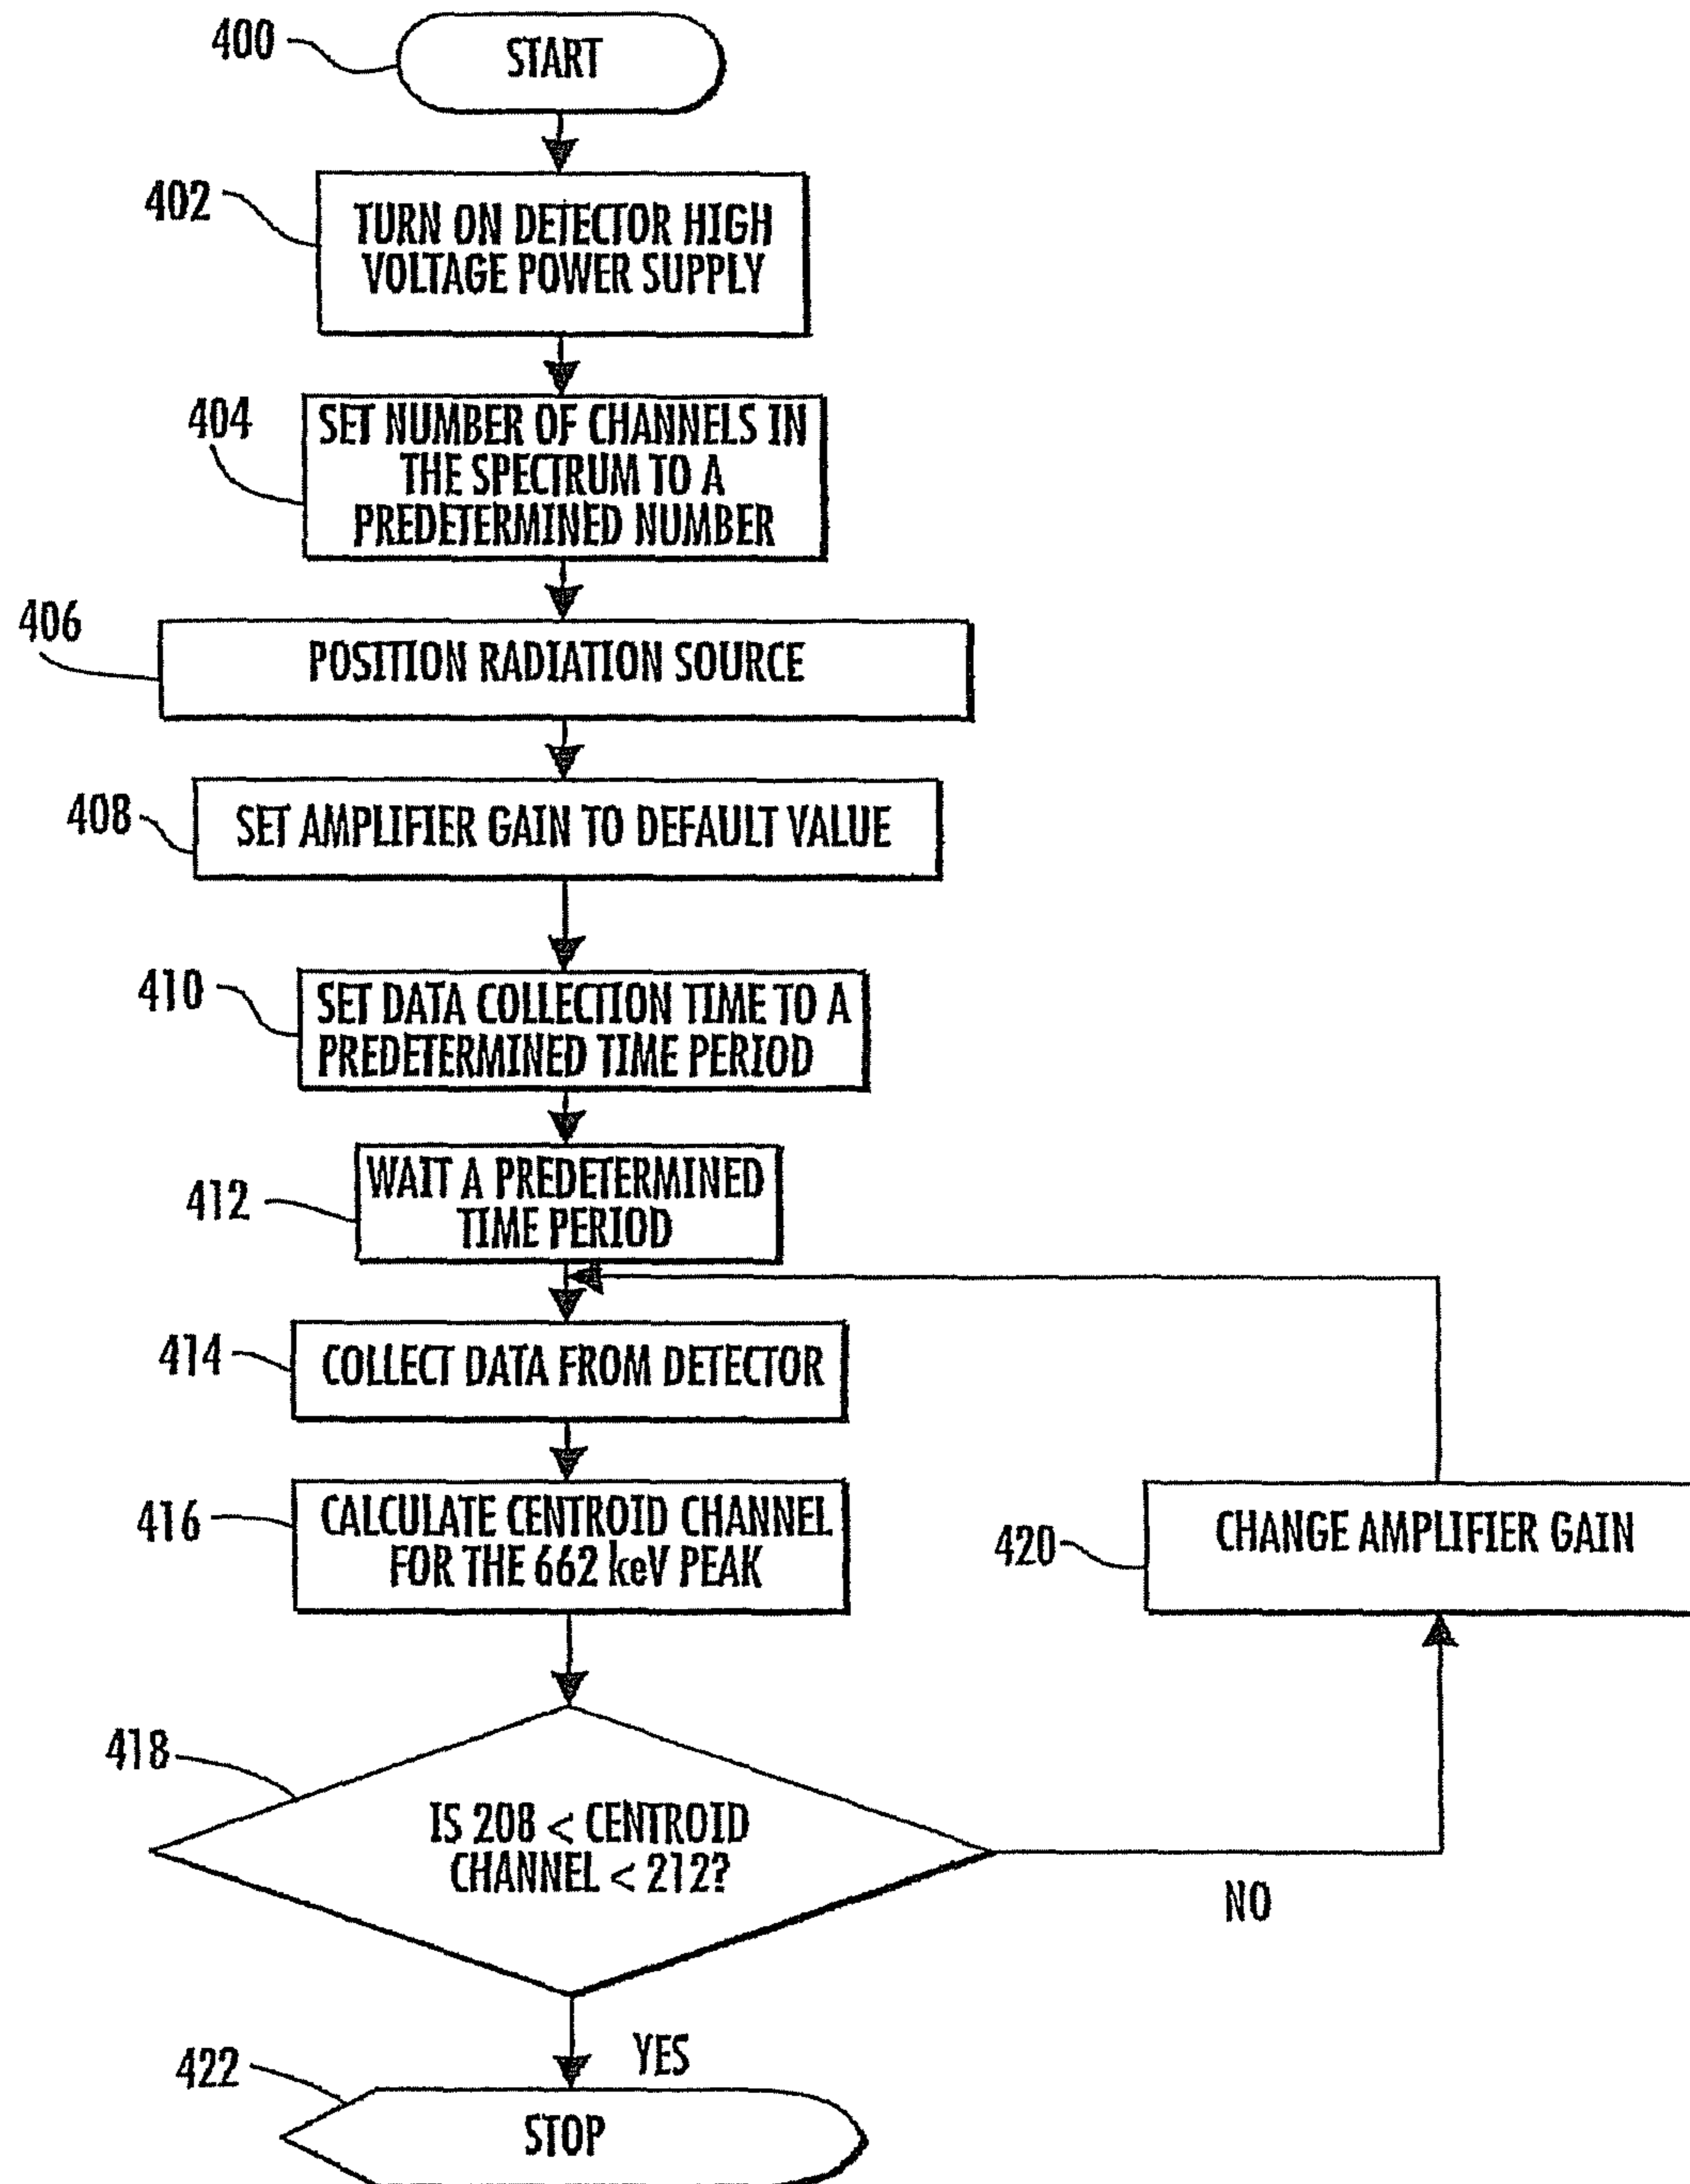 400
START
402
TURN ON DETECTOR HIGH
VOLTAGE POWER SUPPLY
404
SET NUMBER OF CHANNELS IN
THE SPECTRUM TO A
PREDETERMINED NUMBER
406
POSITION RADIATION SOURCE
408
SET AMPLIFIER GAIN TO DEFAULT VALUE
410
SET DATA COLLECTION TIME TO A
PREDETERMINED TIME PERIOD
412
WAIT A PREDETERMINED
TIME PERIOD
414
COLLECT DATA FROM DETECTOR
416
CALCULATE CENTROID CHANNEL
FOR THE 662 keV PEAK
420
CHANGE AMPLIFIER GAIN
418
IS 208 < CENTROID
CHANNEL < 212?
NO
YES
422
STOP